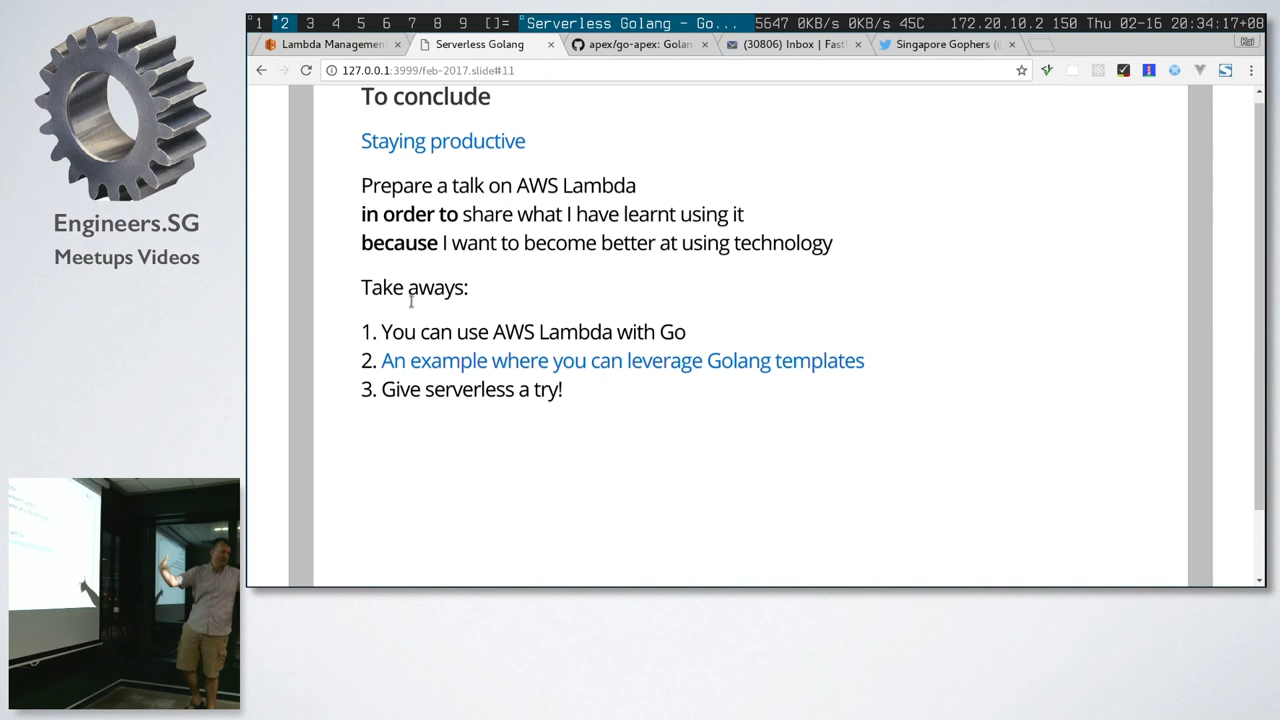 Engineers.SG
Meetups Videos
1 2 3 4 5 6 7 8 9 []= Serverless Golang - Go... 5647 0KB/s 0KB/s 45C 172.20.10.2 150 Thu 02-16 20:34:17+08
Lambda Managemen
Serverless Golang
apex/go-apex: Golan
(30806) Inbox | Fast
Singapore Gophers (@
Kai
127.0.0.1:3999/feb-2017.slide#11
To conclude
Staying productive
Prepare a talk on AWS Lambda
in order to share what I have learnt using it
because I want to become better at using technology
Take aways:
1. You can use AWS Lambda with Go
2. An example where you can leverage Golang templates
3. Give serverless a try!